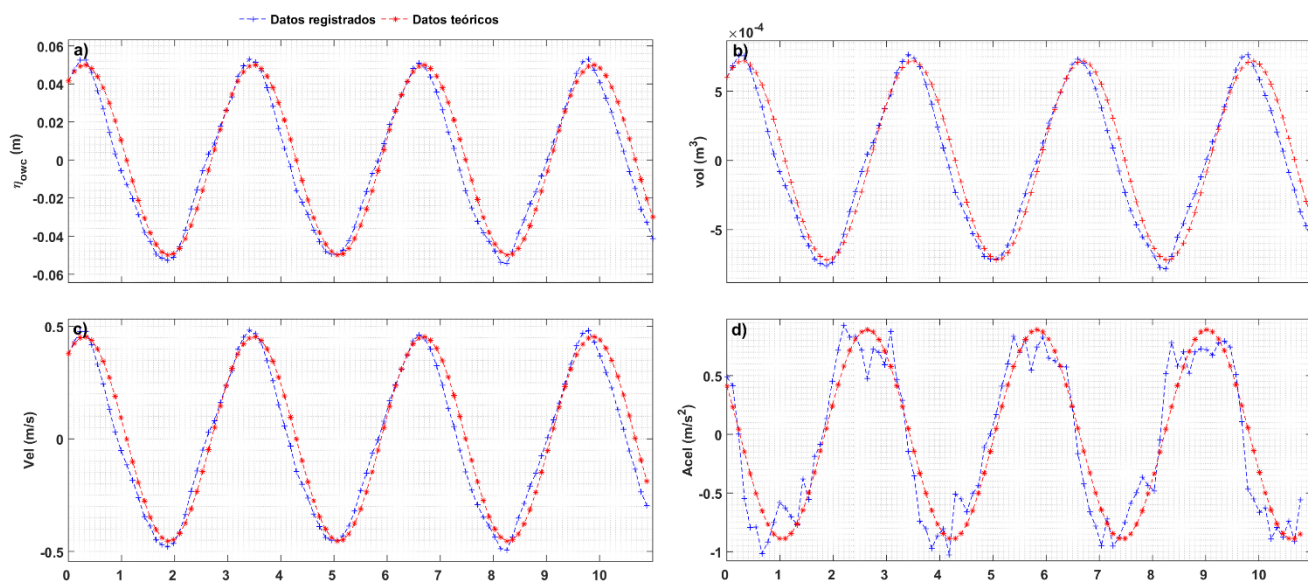 Datos registrados Datos teóricos
a)
0.06
0.04
0.02
0
-0.02
-0.04
-0.06
η_owc (m)
0 1 2 3 4 5 6 7 8 9 10
b)
×10⁻⁴
5
0
-5
vol (m³)
0 1 2 3 4 5 6 7 8 9 10
c)
0.5
0
-0.5
Vel (m/s)
0 1 2 3 4 5 6 7 8 9 10
d)
0.5
0
-0.5
-1
Acel (m/s²)
0 1 2 3 4 5 6 7 8 9 10